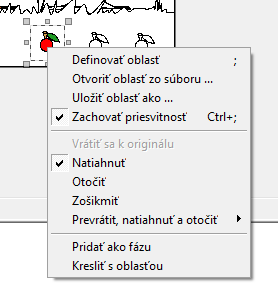 Definovať oblasť ;
Otvoriť oblasť zo súboru ...
Uložiť oblasť ako ...
Zachovať priesvitnosť Ctrl+;
Vrátiť sa k originálu
Natiahnuť
Otočiť
Zošikmiť
Prevrátiť, natiahnuť a otočiť
Pridať ako fázu
Kresliť s oblasťou